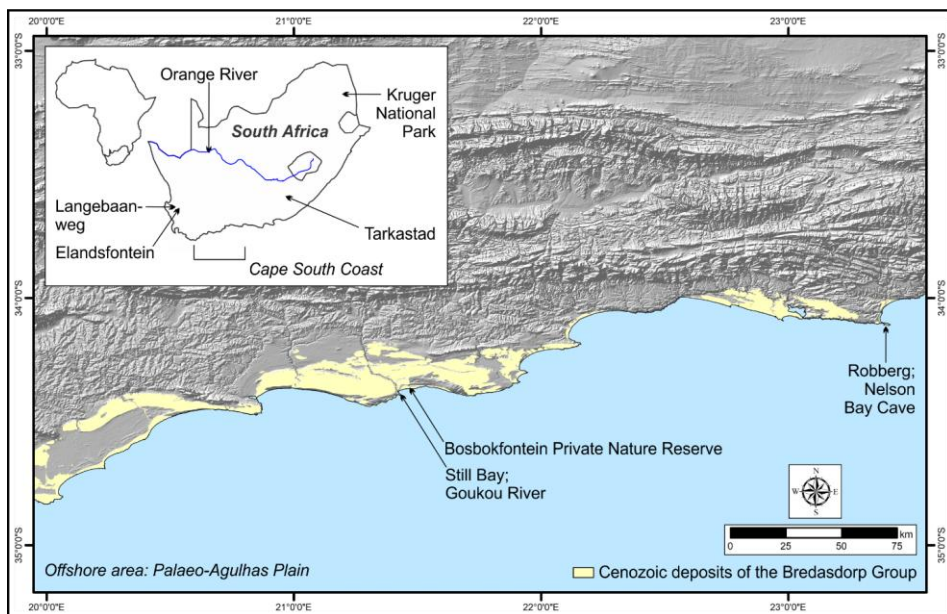 20°0'0"E
21°0'0"E
22°0'0"E
23°0'0"E
33°0'0"S
33°0'0"S
Orange River
Kruger
National
Park
South Africa
Langebaan-
weg
Elandsfontein
Tarkastad
Cape South Coast
34°0'0"S
34°0'0"S
Robberg;
Nelson
Bay Cave
Bosbokfontein Private Nature Reserve
Still Bay;
Goukou River
N
W
E
S
km
0
25
50
75
35°0'0"S
35°0'0"S
Offshore area: Palaeo-Agulhas Plain
Cenozoic deposits of the Bredasdorp Group
20°0'0"E
21°0'0"E
22°0'0"E
23°0'0"E